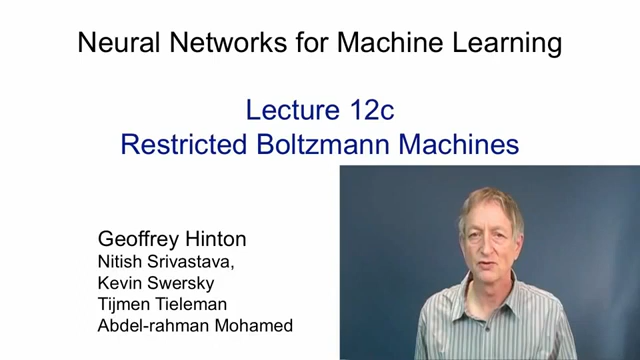 Neural Networks for Machine Learning
Lecture 12c
Restricted Boltzmann Machines
Geoffrey Hinton
Nitish Srivastava,
Kevin Swersky
Tijmen Tieleman
Abdel-rahman Mohamed